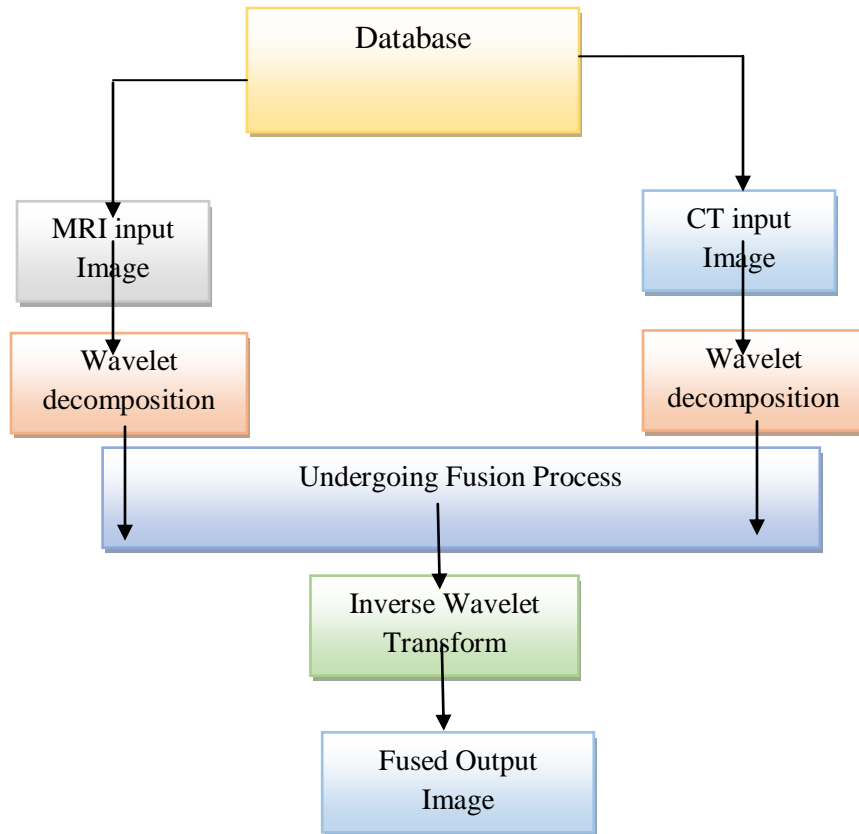 Database
MRI input
Image
CT input
Image
Wavelet
decomposition
Wavelet
decomposition
Undergoing Fusion Process
Inverse Wavelet
Transform
Fused Output
Image